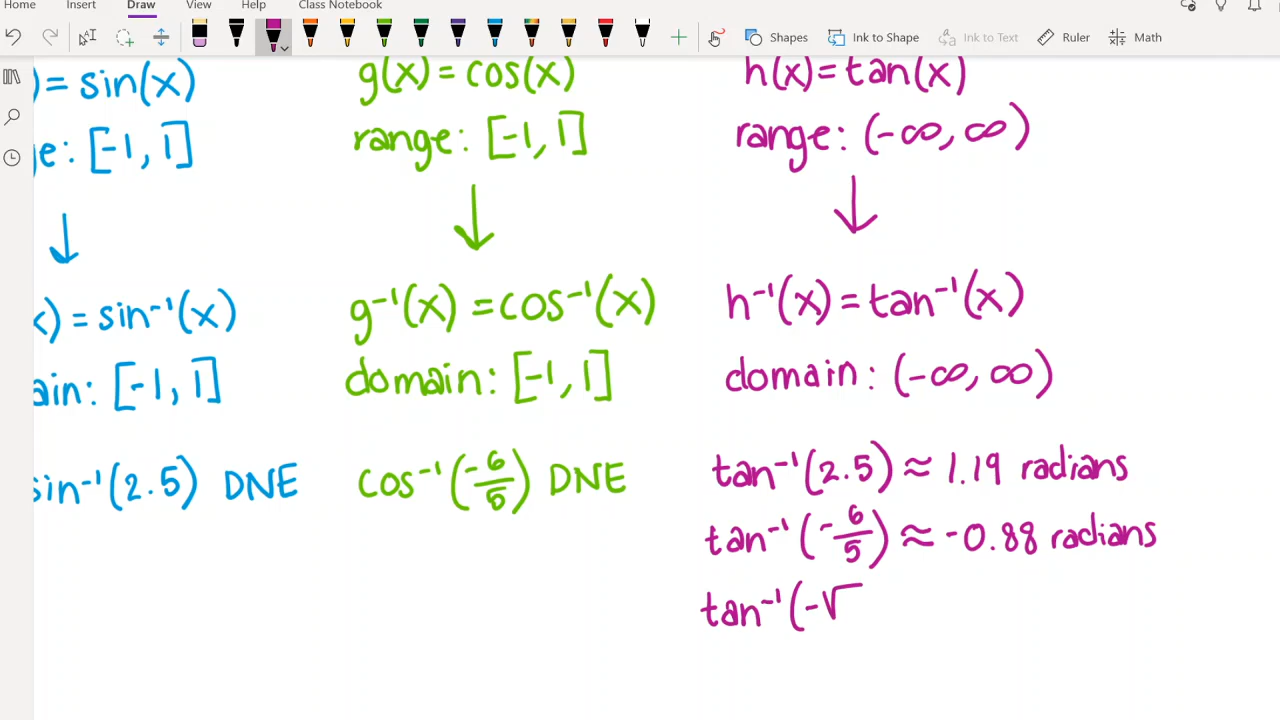 Home Insert Draw View Help Class Notebook
Shapes Ink to Shape Ink to Text Ruler Math
) = sin(x)
ge: [-1, 1]
↓
x) = sin⁻¹(x)
ain: [-1, 1]
sin⁻¹(2.5) DNE
g(x) = cos(x)
range: [-1, 1]
↓
g⁻¹(x) = cos⁻¹(x)
domain: [-1, 1]
cos⁻¹(-6/5) DNE
h(x) = tan(x)
range: (-∞, ∞)
↓
h⁻¹(x) = tan⁻¹(x)
domain: (-∞, ∞)
tan⁻¹(2.5) ≈ 1.19 radians
tan⁻¹(-6/5) ≈ -0.88 radians
tan⁻¹(-√